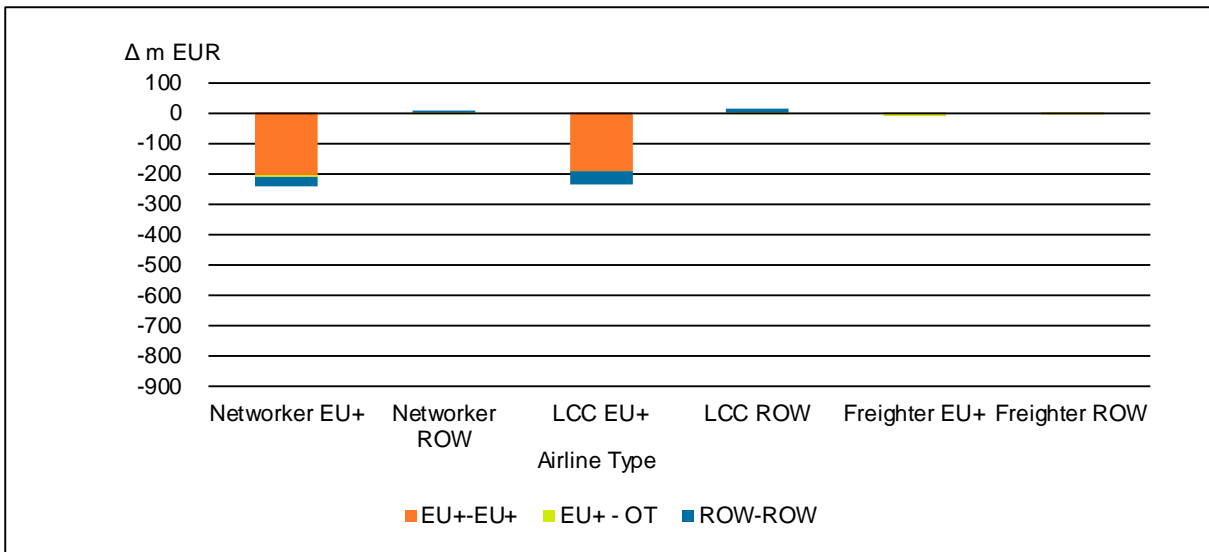 Δ m EUR
100
0
-100
-200
-300
-400
-500
-600
-700
-800
-900
Networker EU+ Networker ROW LCC EU+ LCC ROW Freighter EU+ Freighter ROW
Airline Type
EU+-EU+ EU+ - OT ROW-ROW